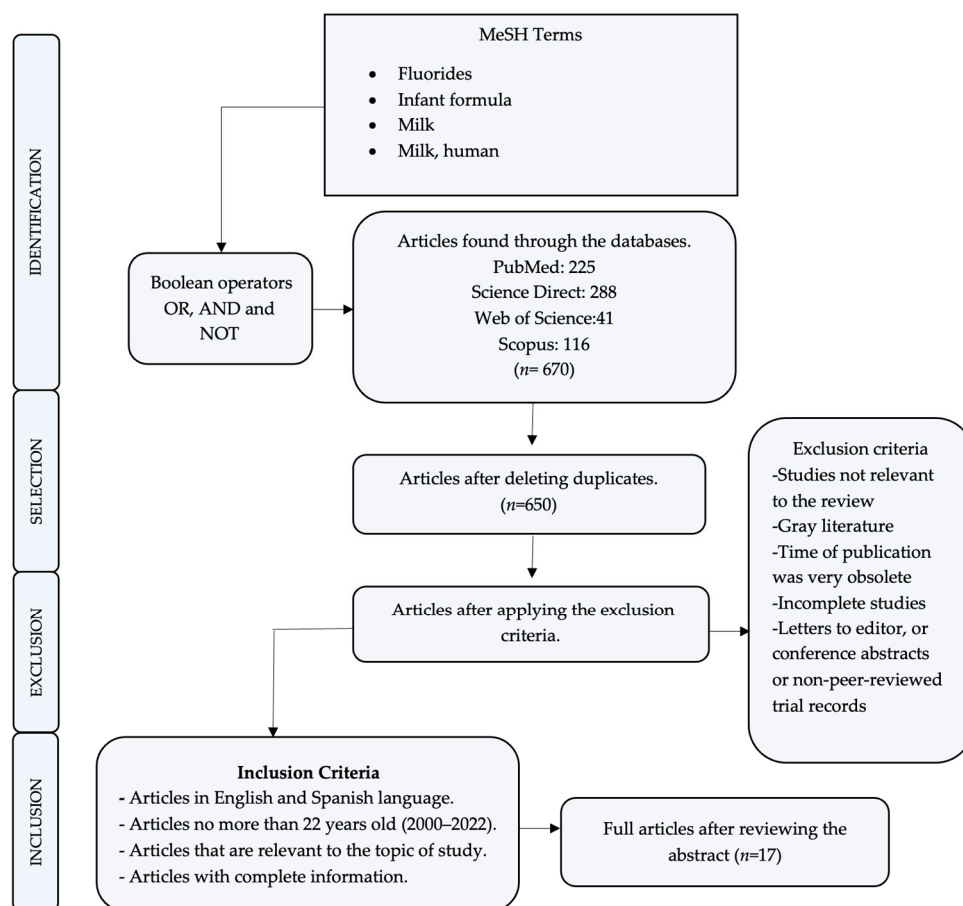 MeSH Terms
• Fluorides
• Infant formula
• Milk
• Milk, human
IDENTIFICATION
Boolean operators
OR, AND and
NOT
Articles found through the databases.
PubMed: 225
Science Direct: 288
Web of Science:41
Scopus: 116
(n= 670)
SELECTION
Articles after deleting duplicates.
(n=650)
Exclusion criteria
-Studies not relevant
to the review
-Gray literature
-Time of publication
was very obsolete
-Incomplete studies
-Letters to editor, or
conference abstracts
or non-peer-reviewed
trial records
EXCLUSION
Articles after applying the exclusion
criteria.
INCLUSION
Inclusion Criteria
- Articles in English and Spanish language.
- Articles no more than 22 years old (2000–2022).
- Articles that are relevant to the topic of study.
- Articles with complete information.
Full articles after reviewing the
abstract (n=17)